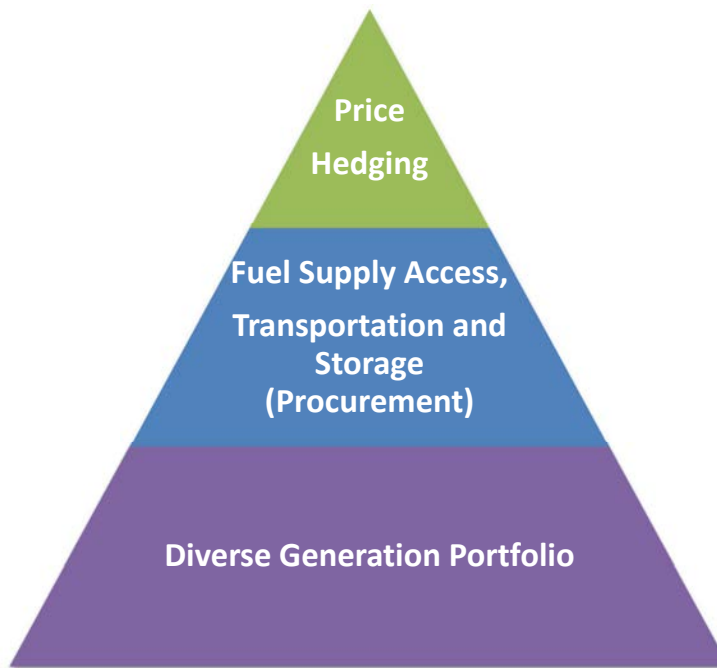 Price
Hedging
Fuel Supply Access,
Transportation and
Storage
(Procurement)
Diverse Generation Portfolio